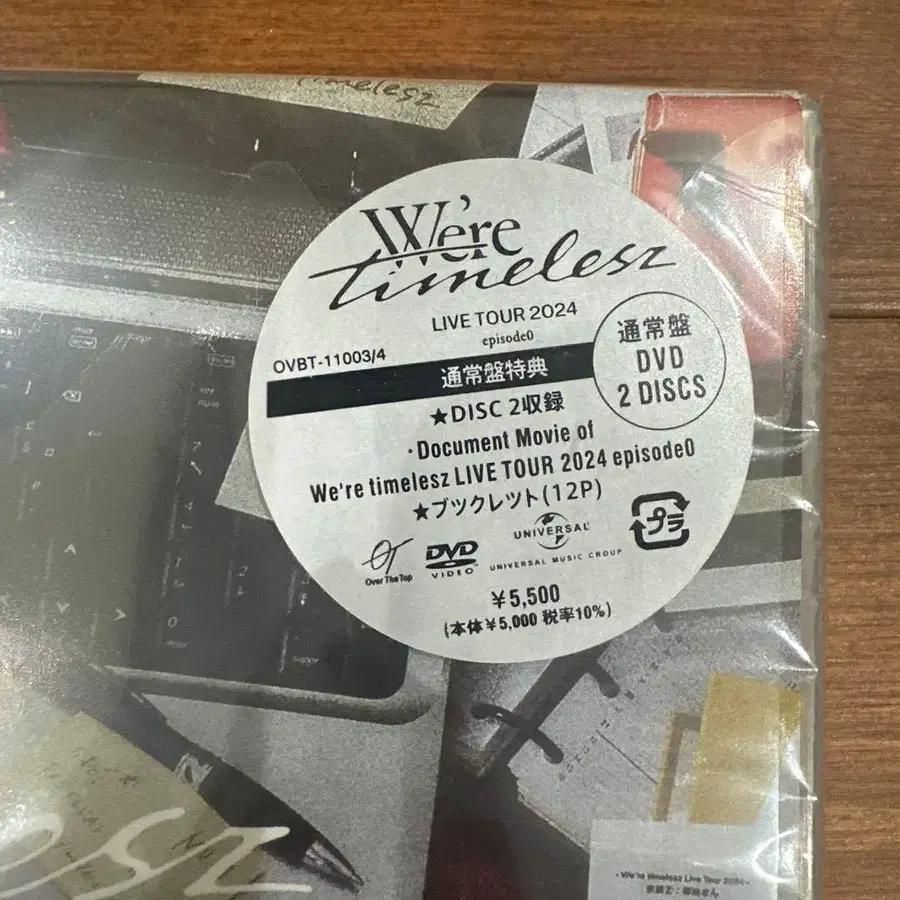 timelesz
We're
timelesz
LIVE TOUR 2024
episode0
OVBT-11003/4
通常盤
DVD
2 DISCS
通常盤特典
★DISC 2収録
・Document Movie of
We're timelesz LIVE TOUR 2024 episode0
★ブックレット(12P)
OT
Over The Top
DVD
VIDEO
UNIVERSAL
UNIVERSAL MUSIC GROUP
プラ
¥5,500
(本体¥5,000 税率10%)
- We're timelesz Live Tour 2024 -